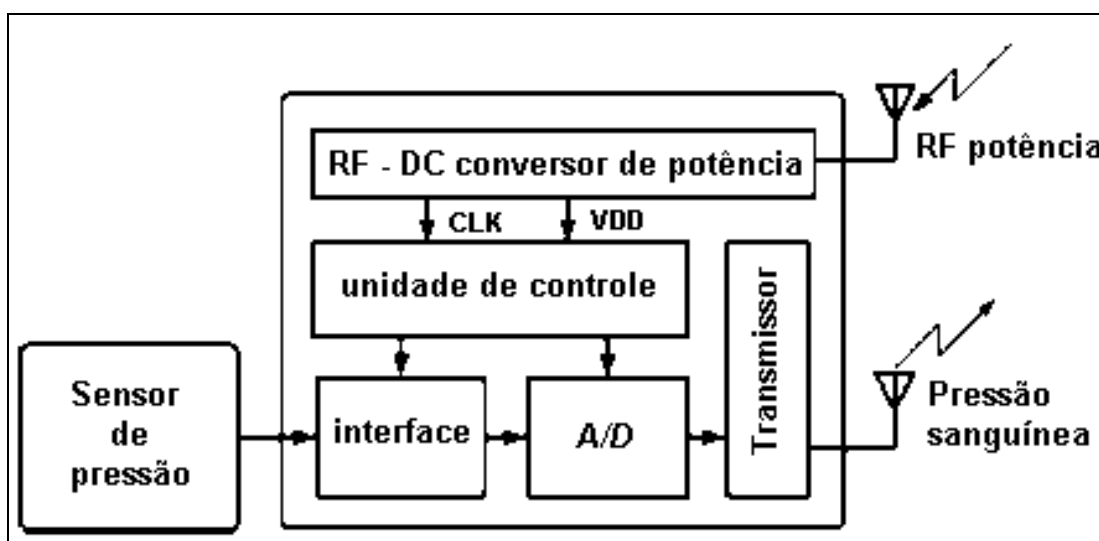 RF - DC conversor de potência
RF potência
CLK
VDD
unidade de controle
Transmissor
Sensor
de
pressão
interface
A/D
Pressão
sanguínea